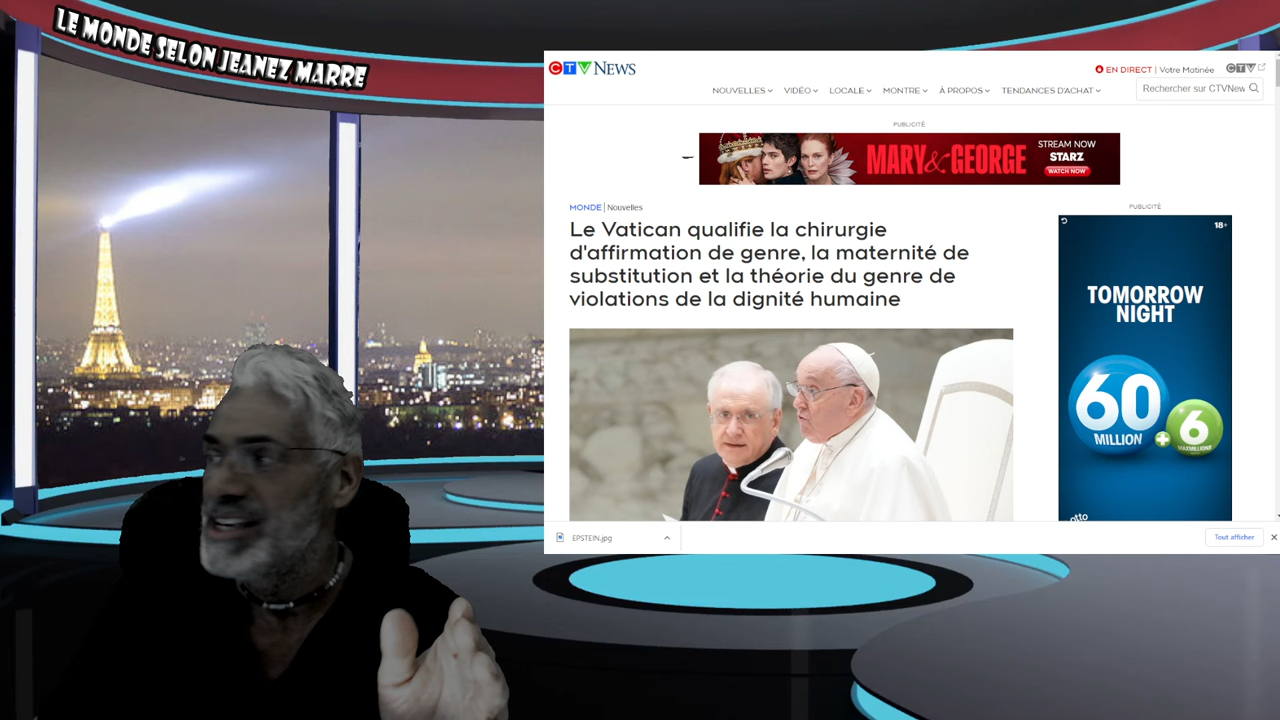 LE MONDE SELON JEANEZ MARRE
CTV NEWS
EN DIRECT | Votre Matinée CTV
NOUVELLES VIDÉO LOCALE MONTRE À PROPOS TENDANCES D'ACHAT
Rechercher sur CTVNew
PUBLICITÉ
MARY & GEORGE
STREAM NOW
STARZ
WATCH NOW
MONDE | Nouvelles
Le Vatican qualifie la chirurgie
d'affirmation de genre, la maternité de
substitution et la théorie du genre de
violations de la dignité humaine
PUBLICITÉ
18+
TOMORROW
NIGHT
60
MILLION
+
6
MAXMILLIONS
otto
EPSTEIN.jpg
Tout afficher